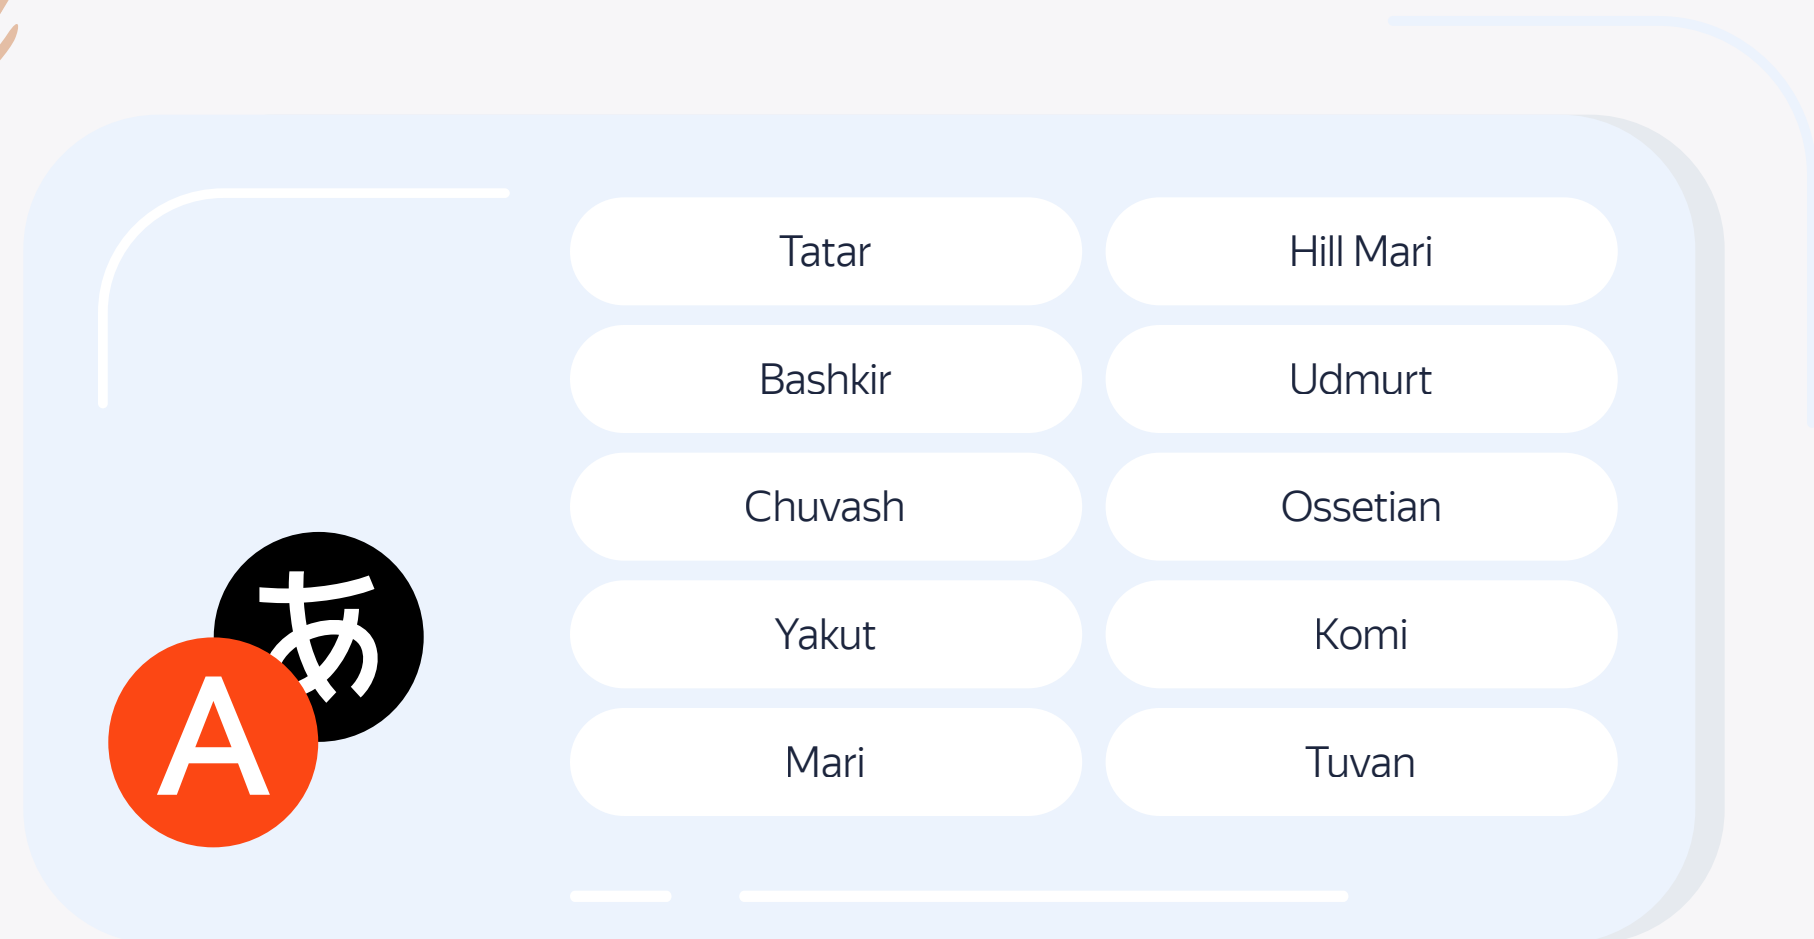 Tatar
Hill Mari
Bashkir
Udmurt
Chuvash
Ossetian
Yakut
Komi
Mari
Tuvan
あ
A